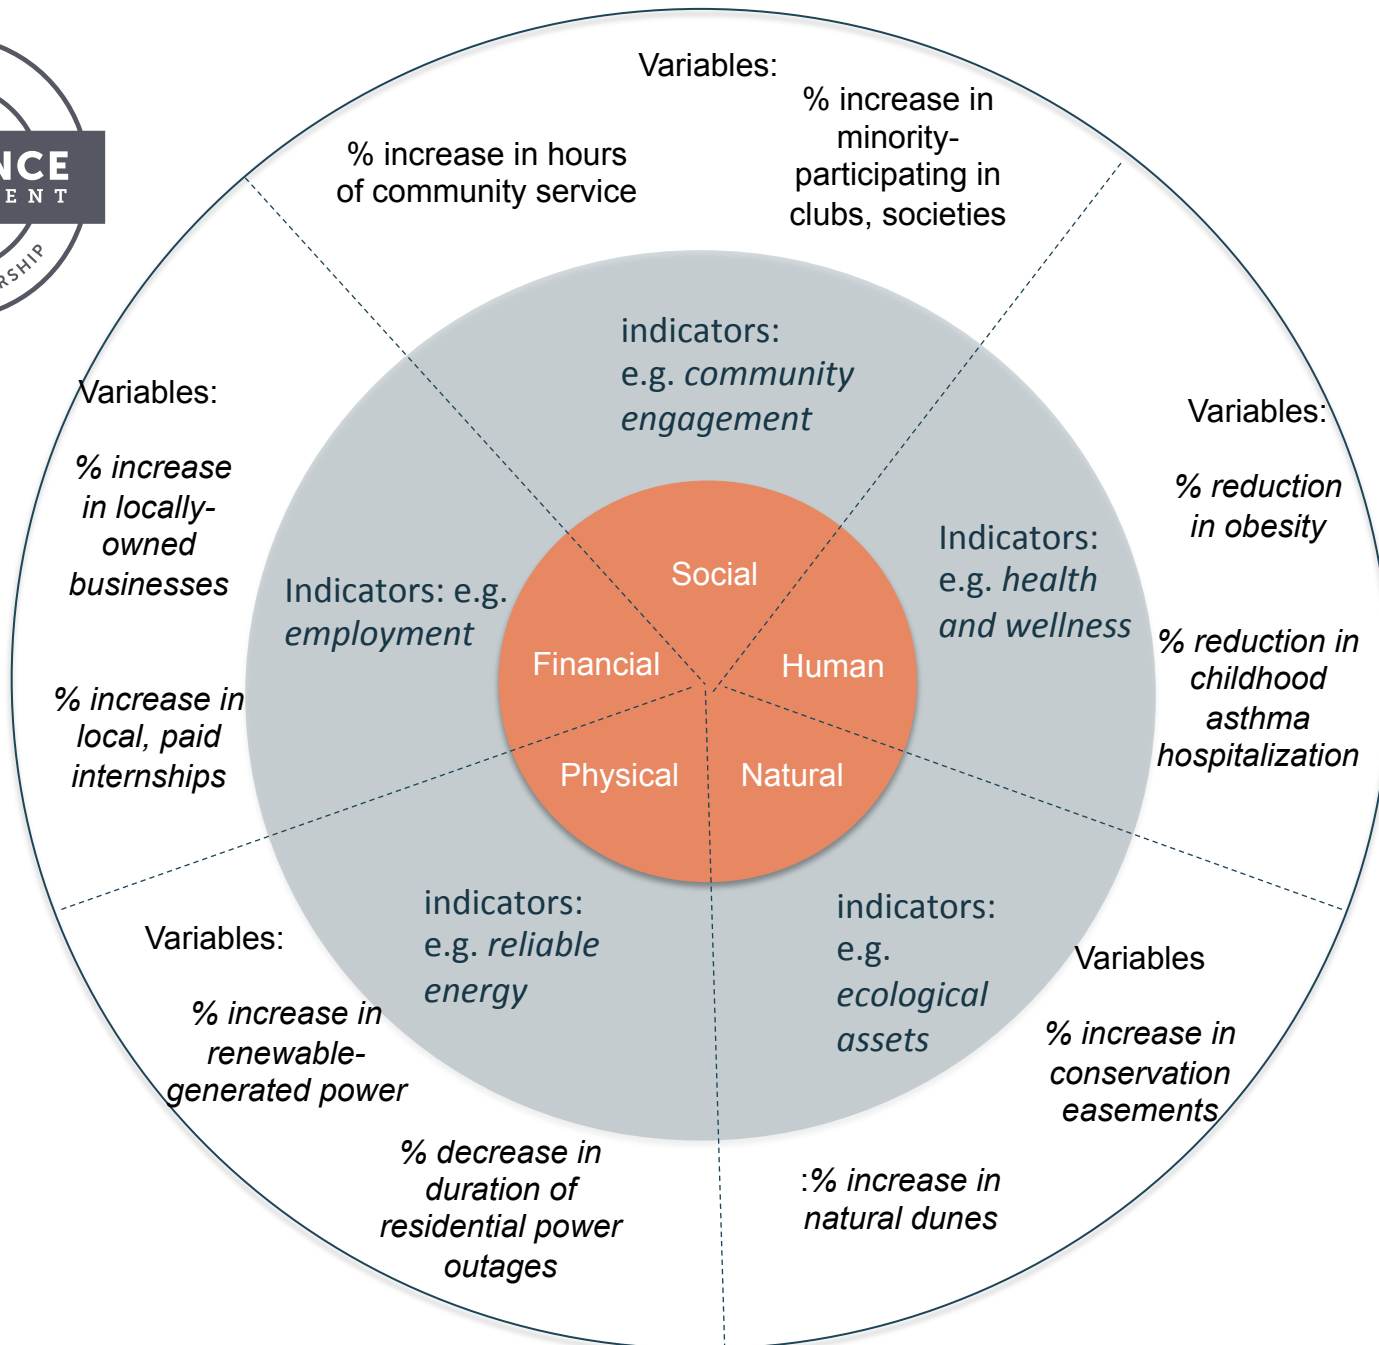 NCE
ENT
RSHIP
Variables:
% increase in hours
of community service
% increase in
minority-
participating in
clubs, societies
indicators:
e.g. community
engagement
Variables:
% increase
in locally-
owned
businesses
% increase in
local, paid
internships
Indicators: e.g.
employment
Social
Financial
Human
Physical
Natural
Indicators:
e.g. health
and wellness
Variables:
% reduction
in obesity
% reduction in
childhood
asthma
hospitalization
indicators:
e.g. reliable
energy
indicators:
e.g.
ecological
assets
Variables:
% increase in
renewable-
generated power
% decrease in
duration of
residential power
outages
Variables
% increase in
conservation
easements
:% increase in
natural dunes